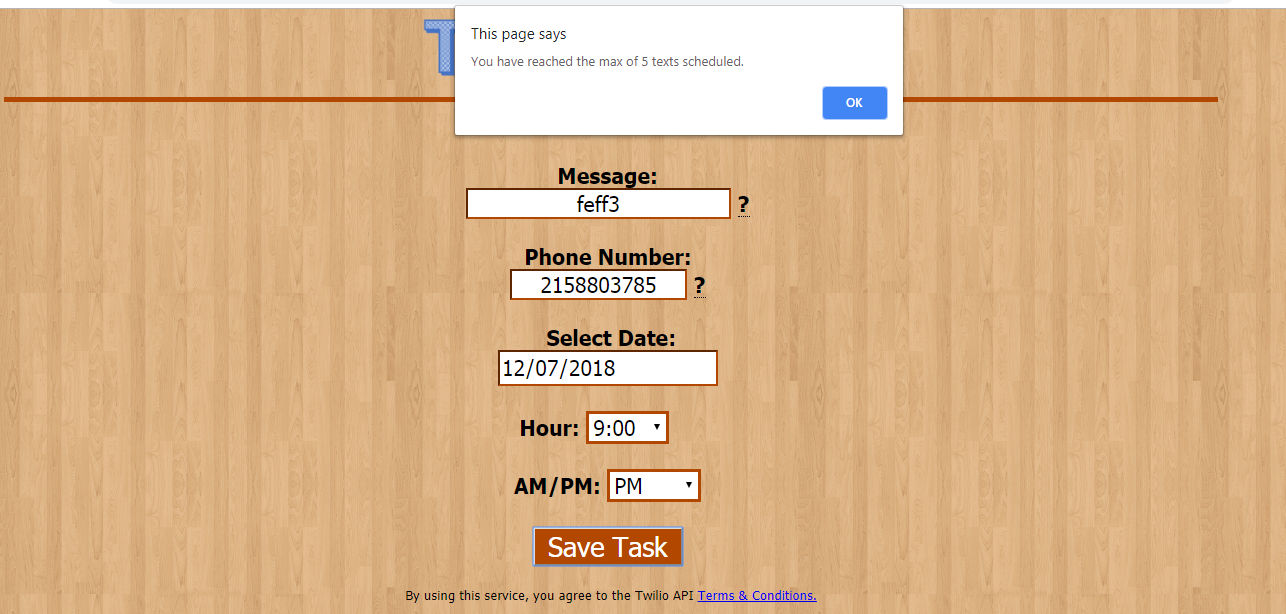 This page says
You have reached the max of 5 texts scheduled.
OK
Message:
feff3 ?
Phone Number:
2158803785 ?
Select Date:
12/07/2018
Hour: 9:00
AM/PM: PM
Save Task
By using this service, you agree to the Twilio API Terms & Conditions.